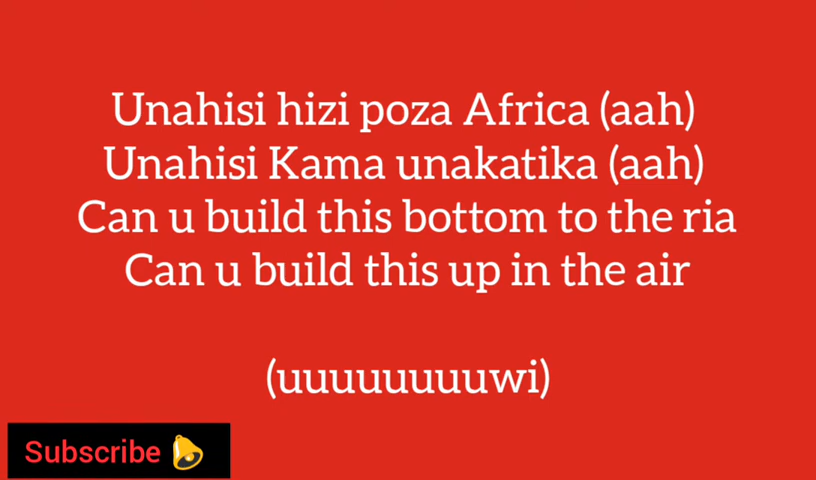 Unahisi hizi poza Africa (aah)
Unahisi Kama unakatika (aah)
Can u build this bottom to the ria
Can u build this up in the air
(uuuuuuuuwi)
Subscribe